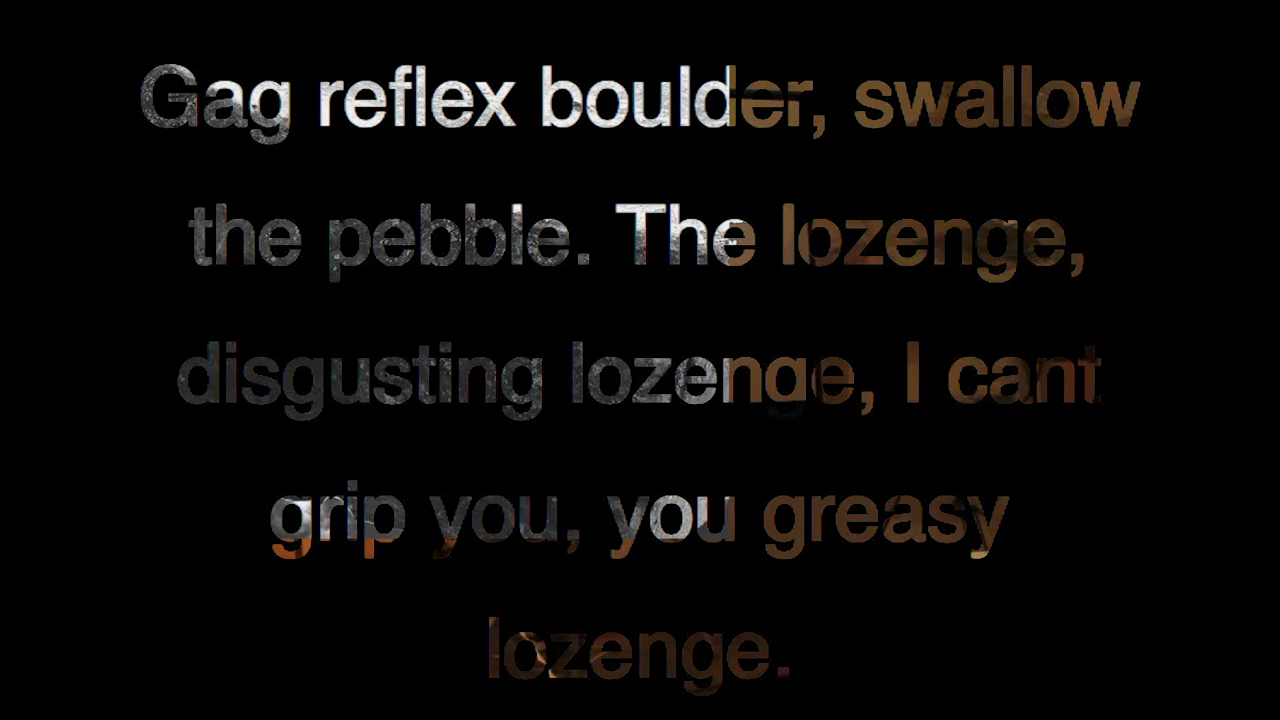 Gag reflex boulder, swallow
the pebble. The lozenge,
disgusting lozenge, I cant
grip you, you greasy
lozenge.